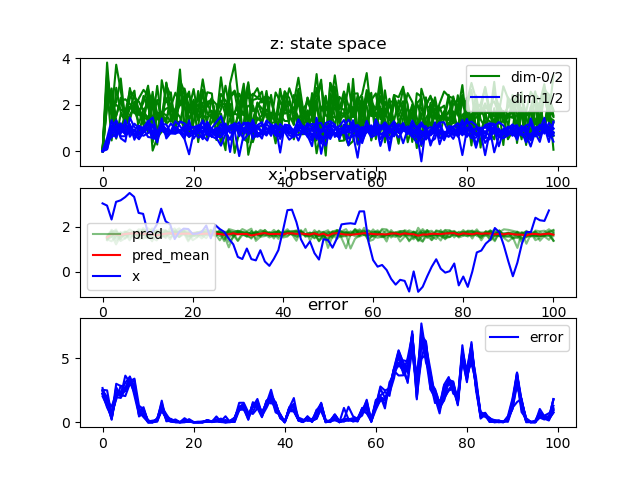 z: state space
4
2
0
dim-0/2
dim-1/2
0 20 40 60 80 100
x: observation
2
0
pred
pred_mean
x
0 20 40 60 80 100
error
5
0
error
0 20 40 60 80 100